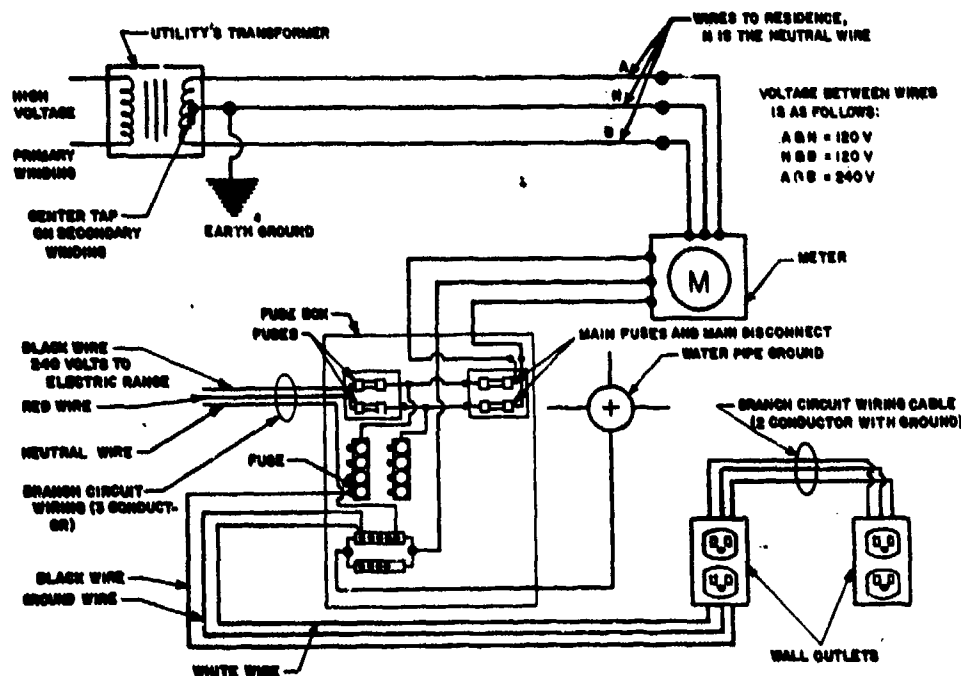 UTILITY'S TRANSFORMER
WIRES TO RESIDENCE,
N IS THE NEUTRAL WIRE
A
N
B
HIGH
VOLTAGE
PRIMARY
WINDING
VOLTAGE BETWEEN WIRES
IS AS FOLLOWS:
A & N = 120 V
N & B = 120 V
A & B = 240 V
CENTER TAP
ON SECONDARY
WINDING
EARTH GROUND
METER
M
FUSE BOX
FUSES
MAIN FUSES AND MAIN DISCONNECT
WATER PIPE GROUND
BLACK WIRE
240 VOLTS TO
ELECTRIC RANGE
RED WIRE
NEUTRAL WIRE
BRANCH CIRCUIT WIRING CABLE
(2 CONDUCTOR WITH GROUND)
FUSE
BRANCH CIRCUIT
WIRING (3 CONDUCT-
OR)
BLACK WIRE
GROUND WIRE
WHITE WIRE
WALL OUTLETS